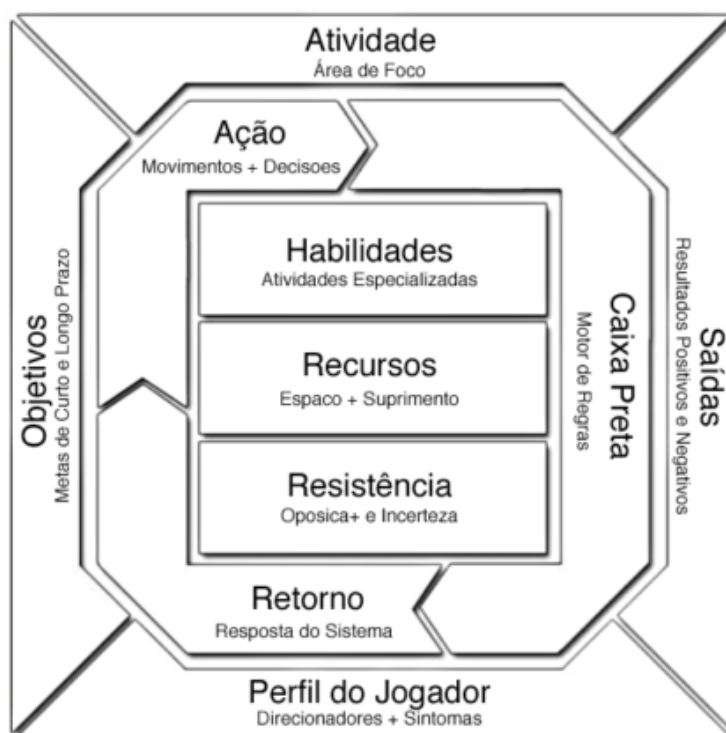 Atividade
Área de Foco
Ação
Movimentos + Decisoes
Habilidades
Atividades Especializadas
Recursos
Espaco + Suprimento
Resistência
Oposica+ e Incerteza
Retorno
Resposta do Sistema
Objetivos
Metas de Curto e Longo Prazo
Caixa Preta
Motor de Regras
Saídas
Resultados Positivos e Negativos
Perfil do Jogador
Direcionadores + Sintomas